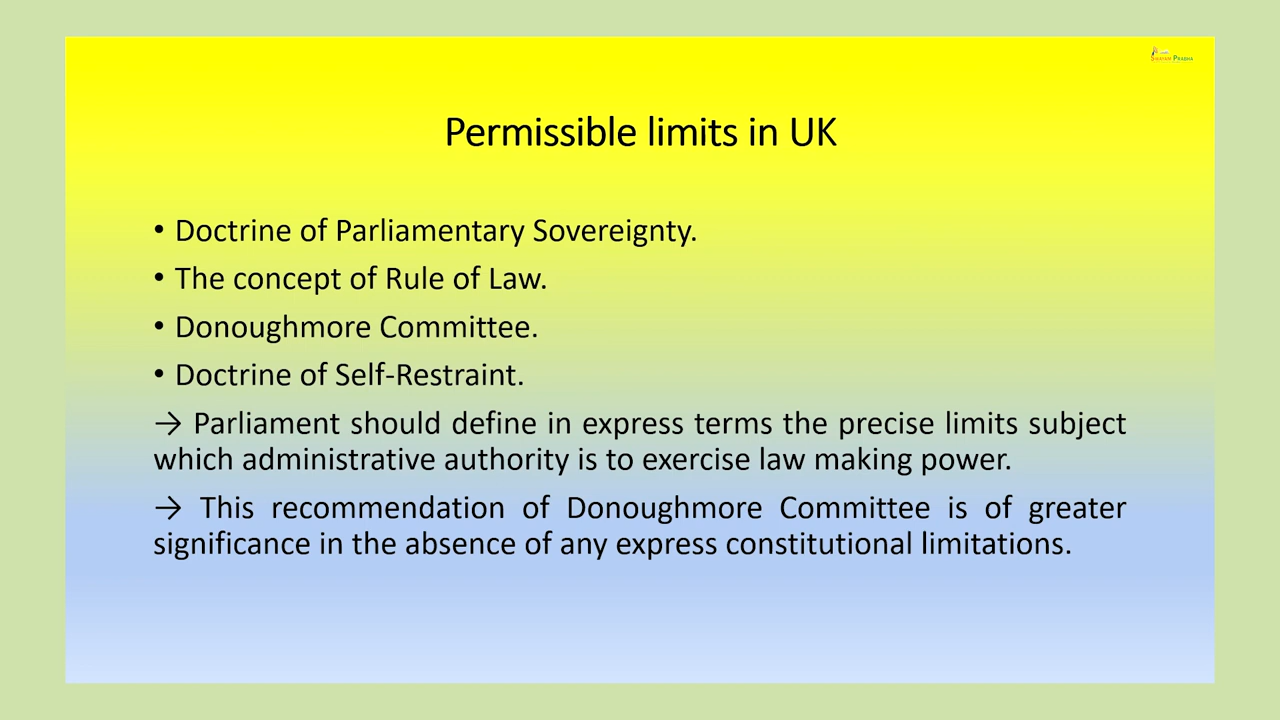 Swayam Prabha
Permissible limits in UK
• Doctrine of Parliamentary Sovereignty.
• The concept of Rule of Law.
• Donoughmore Committee.
• Doctrine of Self-Restraint.
→ Parliament should define in express terms the precise limits subject
which administrative authority is to exercise law making power.
→ This recommendation of Donoughmore Committee is of greater
significance in the absence of any express constitutional limitations.